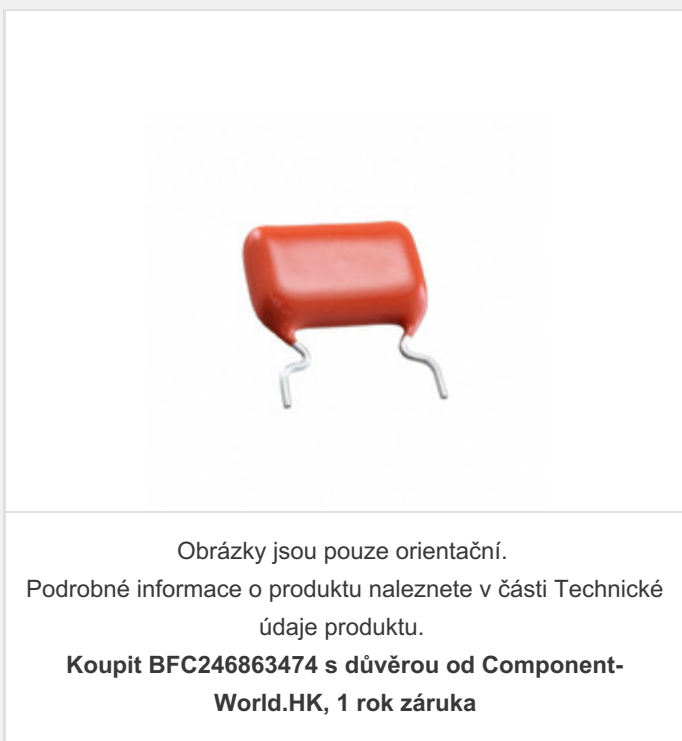 Obrázky jsou pouze orientační.
Podrobné informace o produktu naleznete v části Technické
údaje produktu.
Koupit BFC246863474 s důvěrou od Component-
World.HK, 1 rok záruka